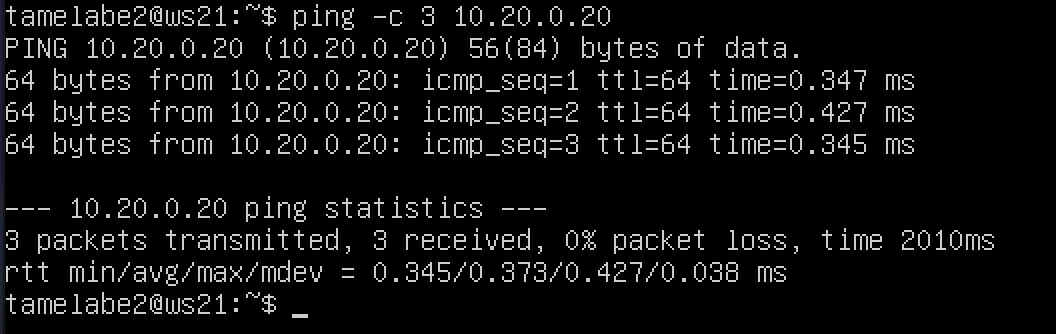 tamelabe2@ws21:~$ ping -c 3 10.20.0.20
PING 10.20.0.20 (10.20.0.20) 56(84) bytes of data.
64 bytes from 10.20.0.20: icmp_seq=1 ttl=64 time=0.347 ms
64 bytes from 10.20.0.20: icmp_seq=2 ttl=64 time=0.427 ms
64 bytes from 10.20.0.20: icmp_seq=3 ttl=64 time=0.345 ms
--- 10.20.0.20 ping statistics ---
3 packets transmitted, 3 received, 0% packet loss, time 2010ms
rtt min/avg/max/mdev = 0.345/0.373/0.427/0.038 ms
tamelabe2@ws21:~$ _